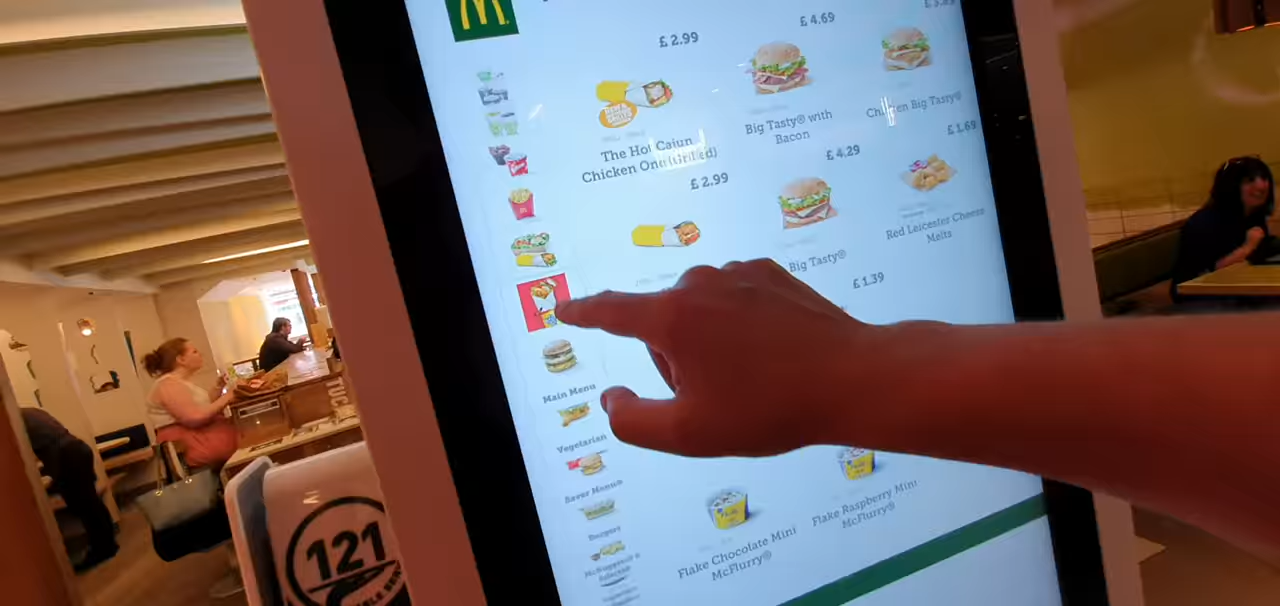 M
£ 4.69
£ 2.99
The Hot Cajun
Chicken One (Grilled)
Big Tasty® with
Bacon
Chicken Big Tasty®
£ 2.99
£ 4.29
£ 1.69
Big Tasty®
Red Leicester Cheese
Melts
£ 1.39
Main Menu
Vegetarian
Saver Menu
Burgers
Flake Chocolate Mini
McFlurry®
Flake Raspberry Mini
McFlurry®
121
TUC